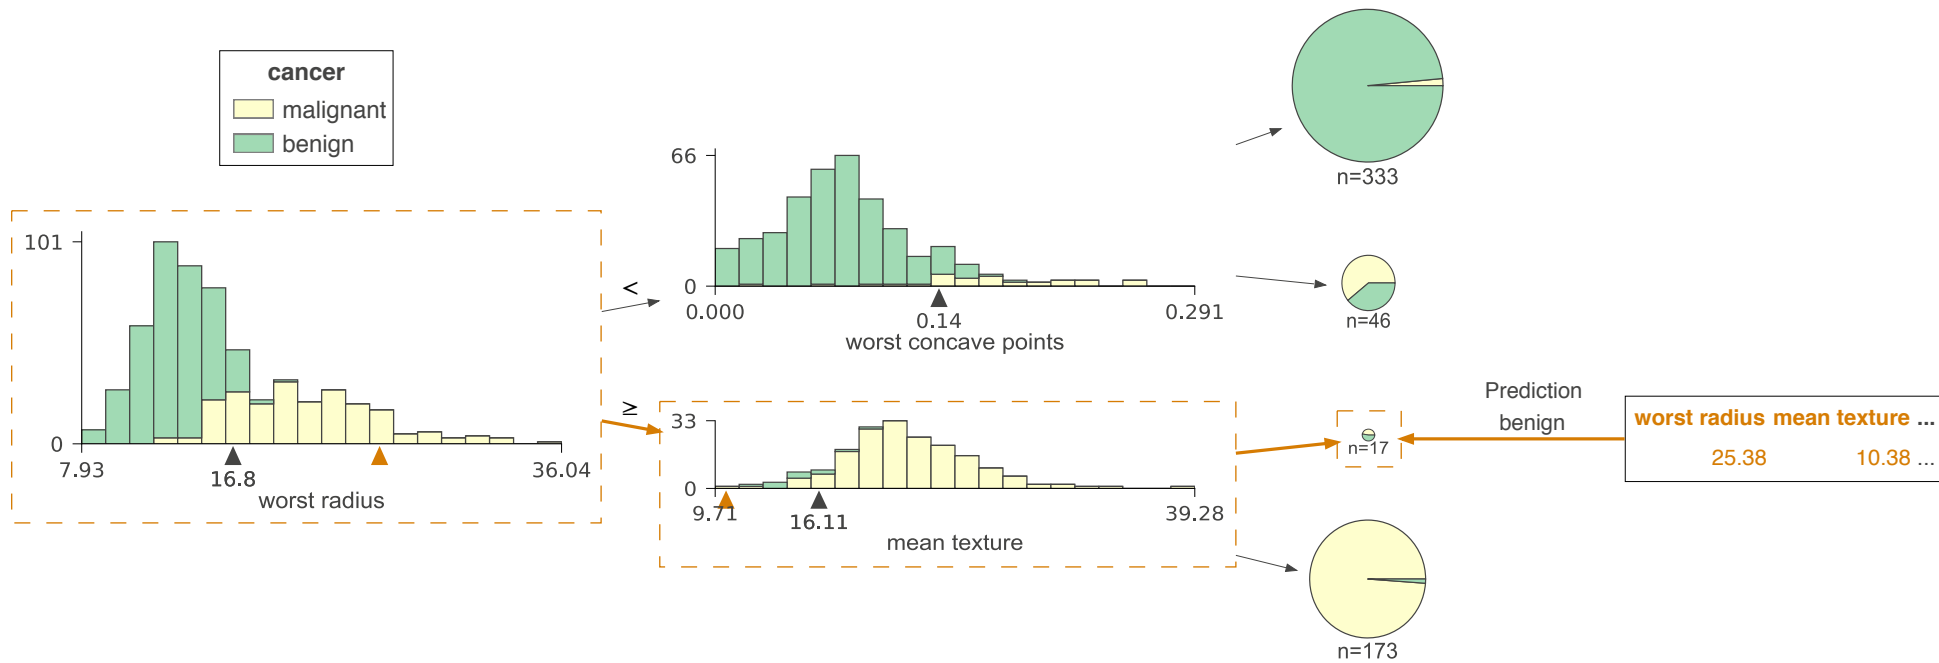 cancer
malignant
benign
101
0
7.93
16.8
36.04
worst radius
<
≥
66
0
0.000
0.14
0.291
worst concave points
33
0
9.71
16.11
39.28
mean texture
n=333
n=46
n=17
n=173
Prediction
benign
worst radius mean texture ...
25.38 10.38 ...